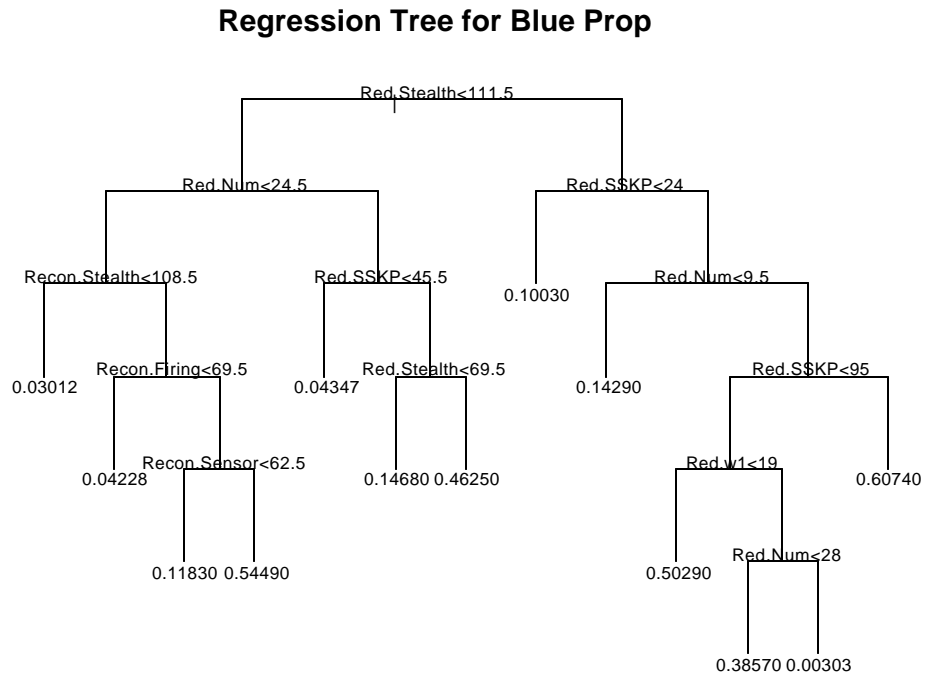 Regression Tree for Blue Prop
Red.Stealth<111.5
Red.Num<24.5
Red.SSKP<24
Recon.Stealth<108.5
Red.SSKP<45.5
Red.Num<9.5
0.10030
Recon.Firing<69.5
Red.Stealth<69.5
Red.SSKP<95
0.03012
0.04347
0.14290
Recon.Sensor<62.5
Red.w1<19
0.04228
0.14680
0.46250
0.60740
Red.Num<28
0.11830
0.54490
0.50290
0.38570
0.00303